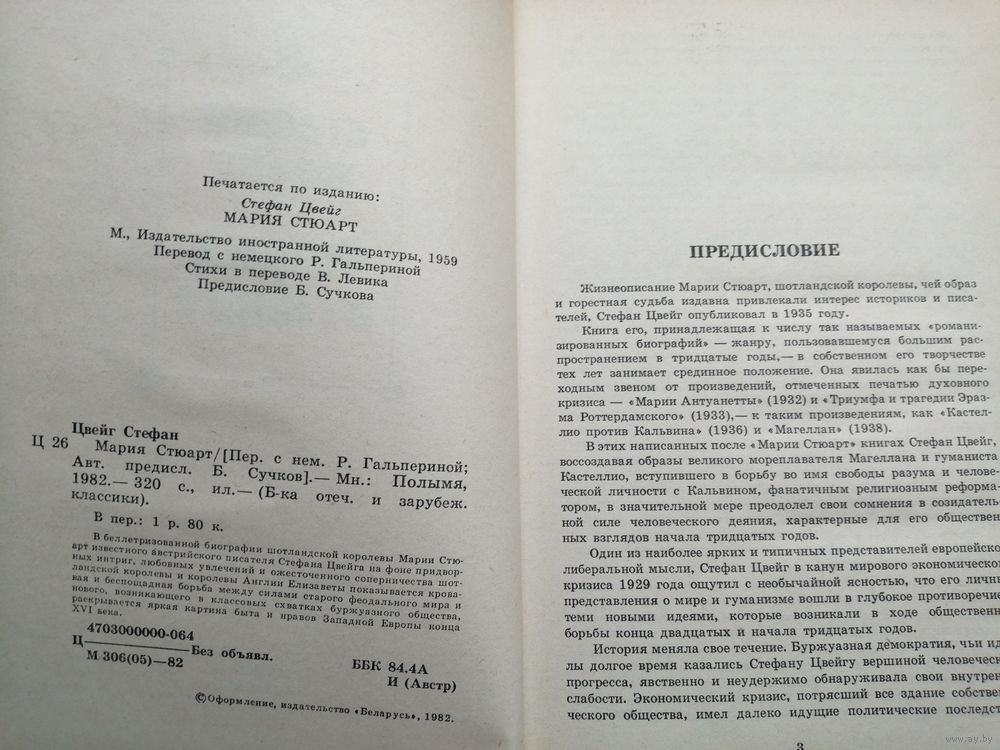 Печатается по изданию:
Стефан Цвейг
МАРИЯ СТЮАРТ
М., Издательство иностранной литературы, 1959
Перевод с немецкого Р. Гальпериной
Стихи в переводе В. Левика
Предисловие Б. Сучкова
Цвейг Стефан
Ц 26
Мария Стюарт/[Пер. с нем. Р. Гальпериной;
Авт. предисл. Б. Сучков].— Мн.: Полымя,
1982.— 320 с., ил.— (Б-ка отеч. и зарубеж.
классики).
В пер.: 1 р. 80 к.
В беллетризованной биографии шотландской королевы Марии Стю-
арт известного австрийского писателя Стефана Цвейга на фоне придвор-
ных интриг, любовных увлечений и ожесточенного соперничества шот-
ландской королевы и королевы Англии Елизаветы показывается крова-
вая и беспощадная борьба между силами старого феодального мира и
нового, возникающего в классовых схватках буржуазного общества,
раскрывается яркая картина быта и нравов Западной Европы конца
XVI века.
4703000000-064
Ц
Без объявл.
М 306(05)—82
ББК 84.4А
И (Австр)
© Оформление, издательство «Беларусь», 1982.
ПРЕДИСЛОВИЕ
Жизнеописание Марии Стюарт, шотландской королевы, чей образ
и горестная судьба издавна привлекали интерес историков и писа-
телей, Стефан Цвейг опубликовал в 1935 году.
Книга его, принадлежащая к числу так называемых «романи-
зированных биографий» — жанру, пользовавшемуся большим рас-
пространением в тридцатые годы,— в собственном его творчестве
тех лет занимает срединное положение. Она явилась как бы пере-
ходным звеном от произведений, отмеченных печатью духовного
кризиса — «Марии Антуанетты» (1932) и «Триумфа и трагедии Эраз-
ма Роттердамского» (1933),— к таким произведениям, как «Кастел-
лио против Кальвина» (1936) и «Магеллан» (1938).
В этих написанных после «Марии Стюарт» книгах Стефан Цвейг,
воссоздавая образы великого мореплавателя Магеллана и гуманиста
Кастеллио, вступившего в борьбу во имя свободы разума и челове-
ческой личности с Кальвином, фанатичным религиозным реформа-
тором, в значительной мере преодолел свои сомнения в созидатель-
ной силе человеческого деяния, характерные для его обществен-
ных взглядов начала тридцатых годов.
Один из наиболее ярких и типичных представителей европейско
либеральной мысли, Стефан Цвейг в канун мирового экономическо
кризиса 1929 года ощутил с необычайной ясностью, что его личны
представления о мире и гуманизме вошли в глубокое противоречие
теми новыми идеями, которые возникали в ходе общественн
борьбы конца двадцатых и начала тридцатых годов.
История меняла свое течение. Буржуазная демократия, чьи ид
лы долгое время казались Стефану Цвейгу вершиной человеческ
прогресса, явственно и неудержимо обнаруживала свои внутрен
слабости. Экономический кризис, потрясший все здание собстве
ческого общества, имел далеко идущие политические последст
3
www.ay.by